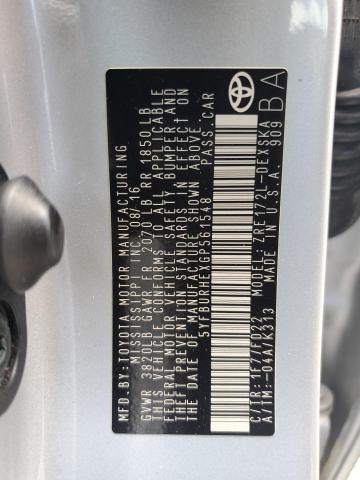 MFD.BY: TOYOTA MOTOR MANUFACTURING
MISSISSIPPI INC. 08/16
GVWR 3820LB GAWR FR 2070 LB RR 1850 LB
THIS VEHICLE CONFORMS TO ALL APPLICABLE
FEDERAL MOTOR VEHICLE SAFETY, BUMPER AND
THEFT PREVENTION STANDARDS IN EFFECT ON
THE DATE OF MANUFACTURE SHOWN ABOVE.
5YFBURHEXGP561548 PASS.CAR
C/TR: 1F7/FD22 MODEL: ZRE172L-DEXSKA
A/TM: -04A/K313 MADE IN U.S.A. 909
BA